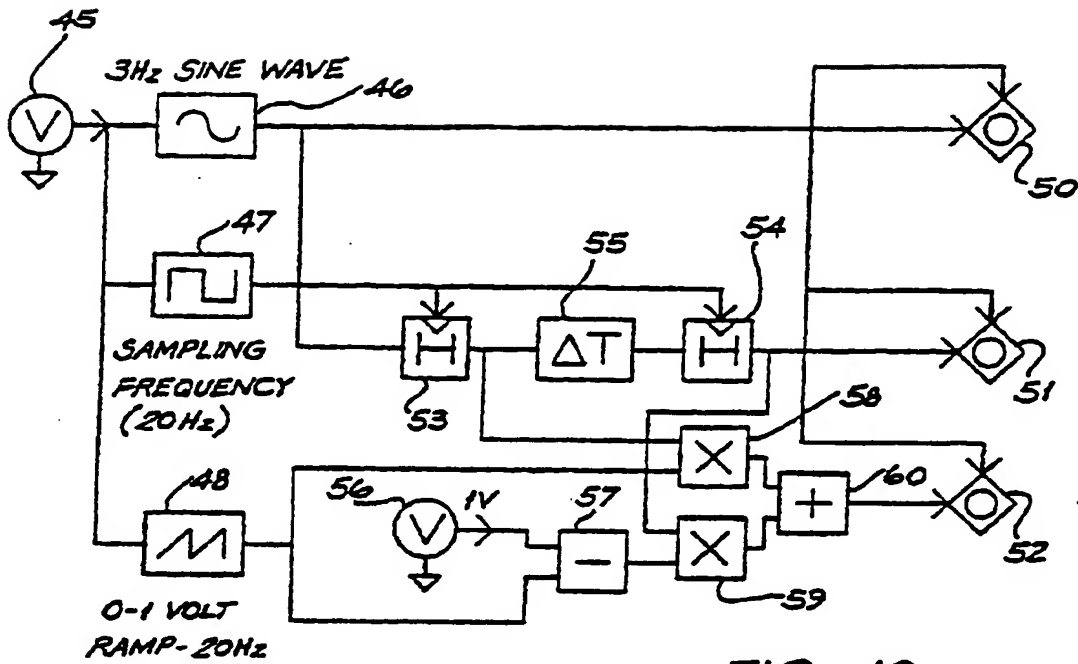 45
3Hz SINE WAVE
46
V
50
47
55
54
SAMPLING
FREQUENCY
(20Hz)
H
ΔT
H
53
51
58
48
56
V
1V
57
X
60
+
−
X
52
59
0-1 VOLT
RAMP-20Hz